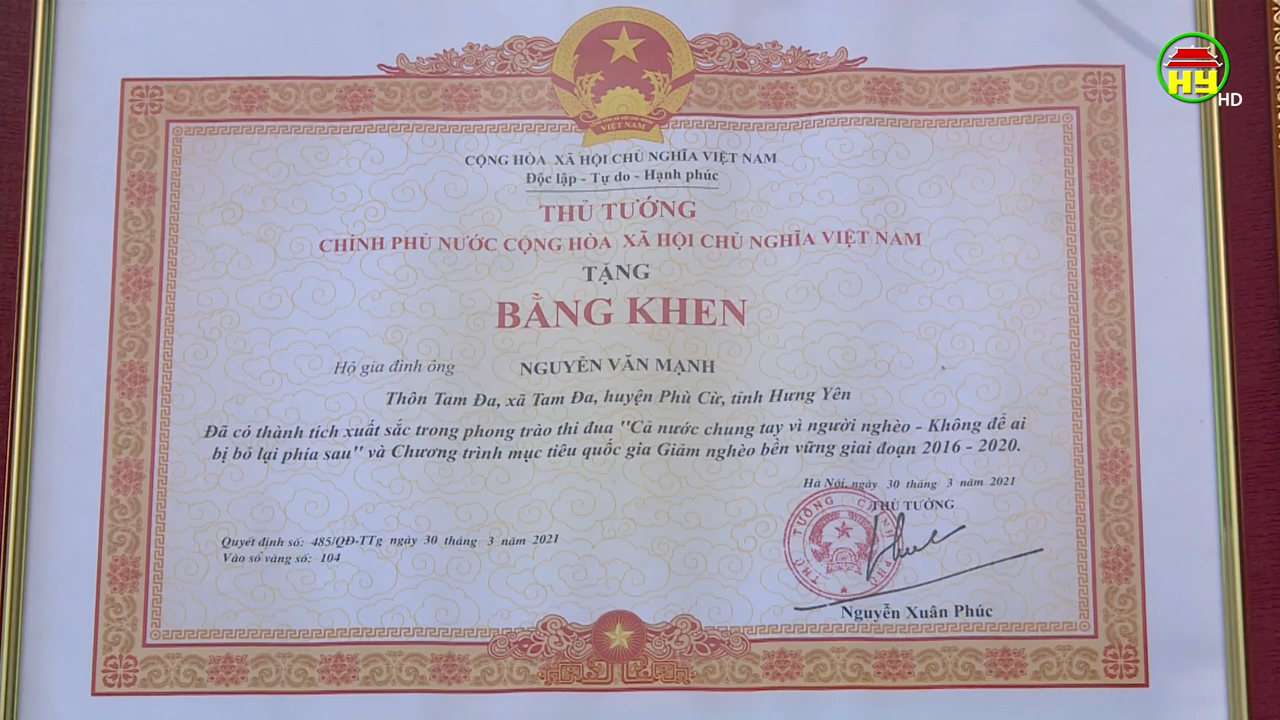 HY
HD
VIỆT NAM
CỘNG HÒA XÃ HỘI CHỦ NGHĨA VIỆT NAM
Độc lập - Tự do - Hạnh phúc
THỦ TƯỚNG
CHÍNH PHỦ NƯỚC CỘNG HÒA XÃ HỘI CHỦ NGHĨA VIỆT NAM
TẶNG
BẰNG KHEN
Hộ gia đình ông NGUYỄN VĂN MẠNH
Thôn Tam Đa, xã Tam Đa, huyện Phù Cừ, tỉnh Hưng Yên
Đã có thành tích xuất sắc trong phong trào thi đua "Cả nước chung tay vì người nghèo - Không để ai
bị bỏ lại phía sau" và Chương trình mục tiêu quốc gia Giảm nghèo bền vững giai đoạn 2016 - 2020.
Hà Nội, ngày 30 tháng 3 năm 2021
THỦ TƯỚNG
THỦ TƯỚNG CHÍNH PHỦ
Phuc
Quyết định số: 485/QĐ-TTg ngày 30 tháng 3 năm 2021
Vào sổ vàng số: 104
Nguyễn Xuân Phúc